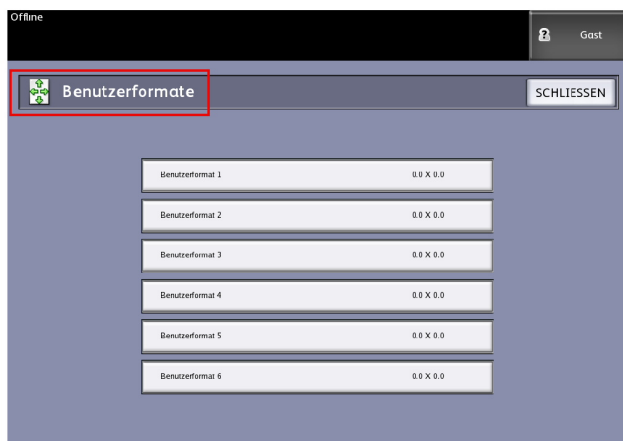 Offline
Gast
Benutzerformate
SCHLIESSEN
Benutzerformat 1 0.0 X 0.0
Benutzerformat 2 0.0 X 0.0
Benutzerformat 3 0.0 X 0.0
Benutzerformat 4 0.0 X 0.0
Benutzerformat 5 0.0 X 0.0
Benutzerformat 6 0.0 X 0.0